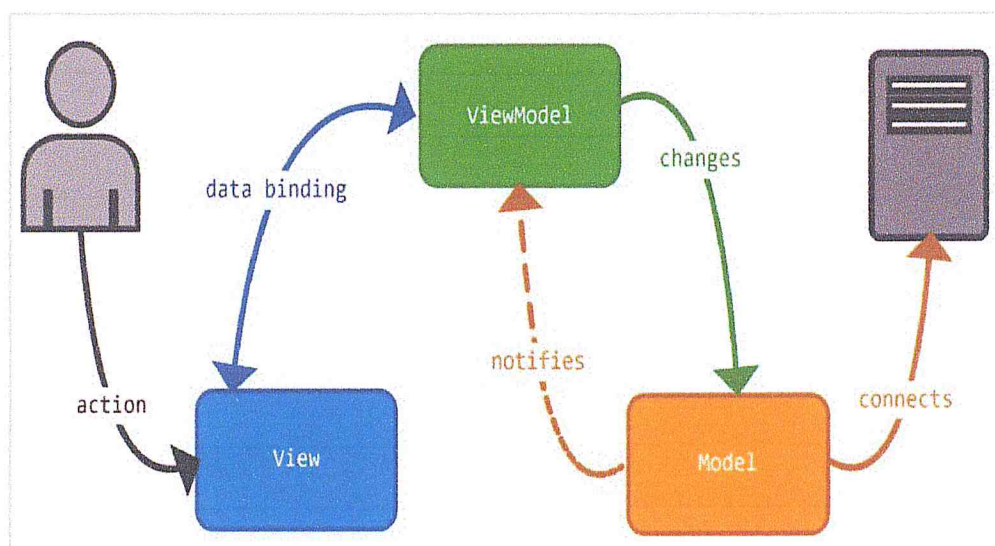 ViewModel
changes
data binding
notifies
action
connects
View
Model